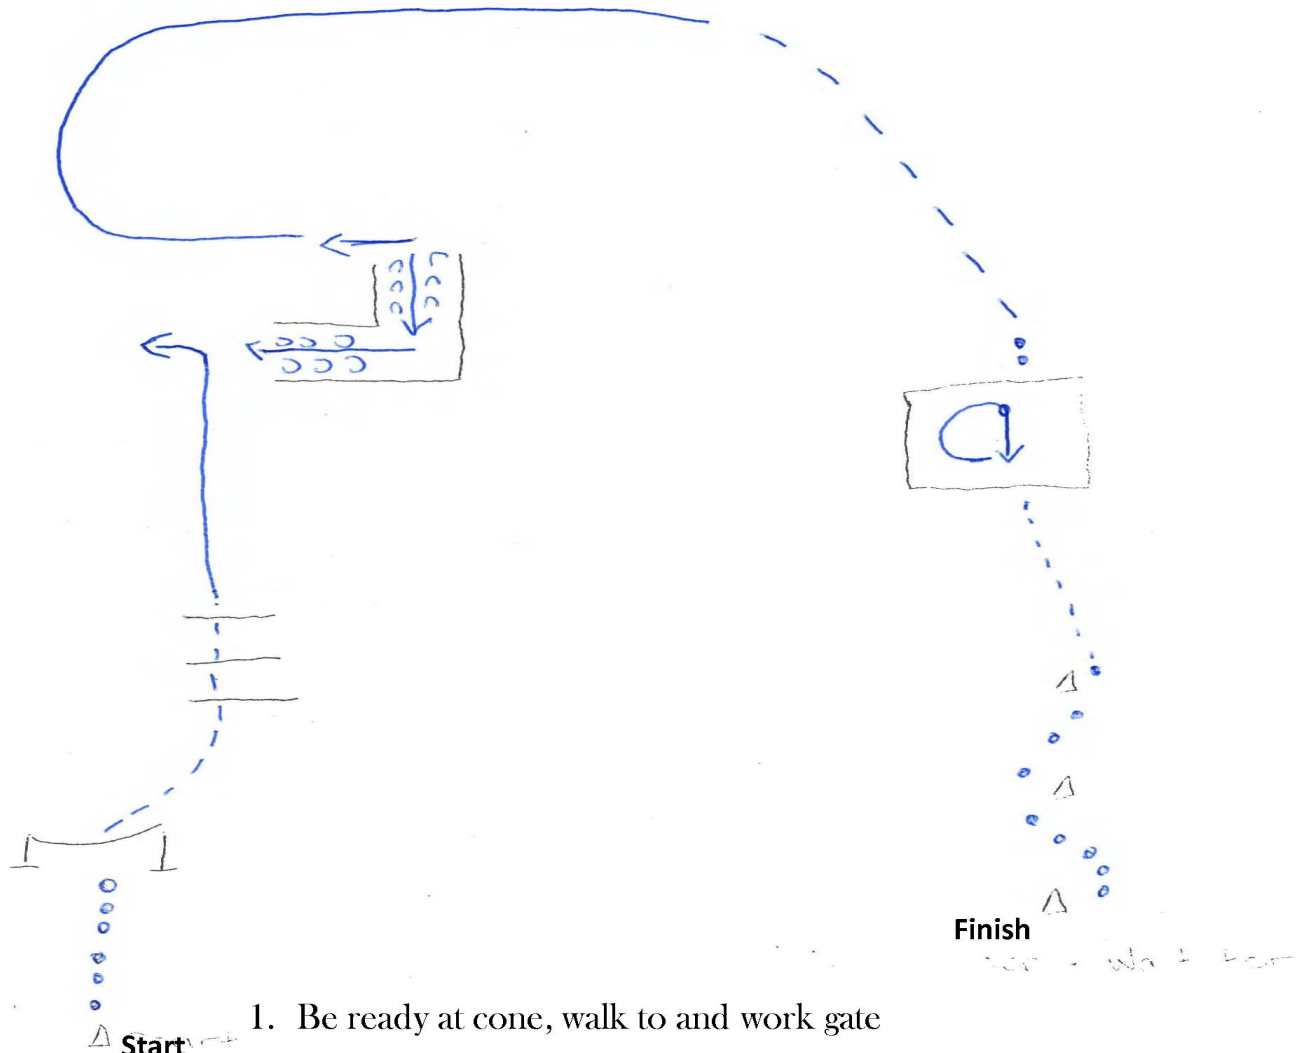 Finish
1. Be ready at cone, walk to and work gate
Start